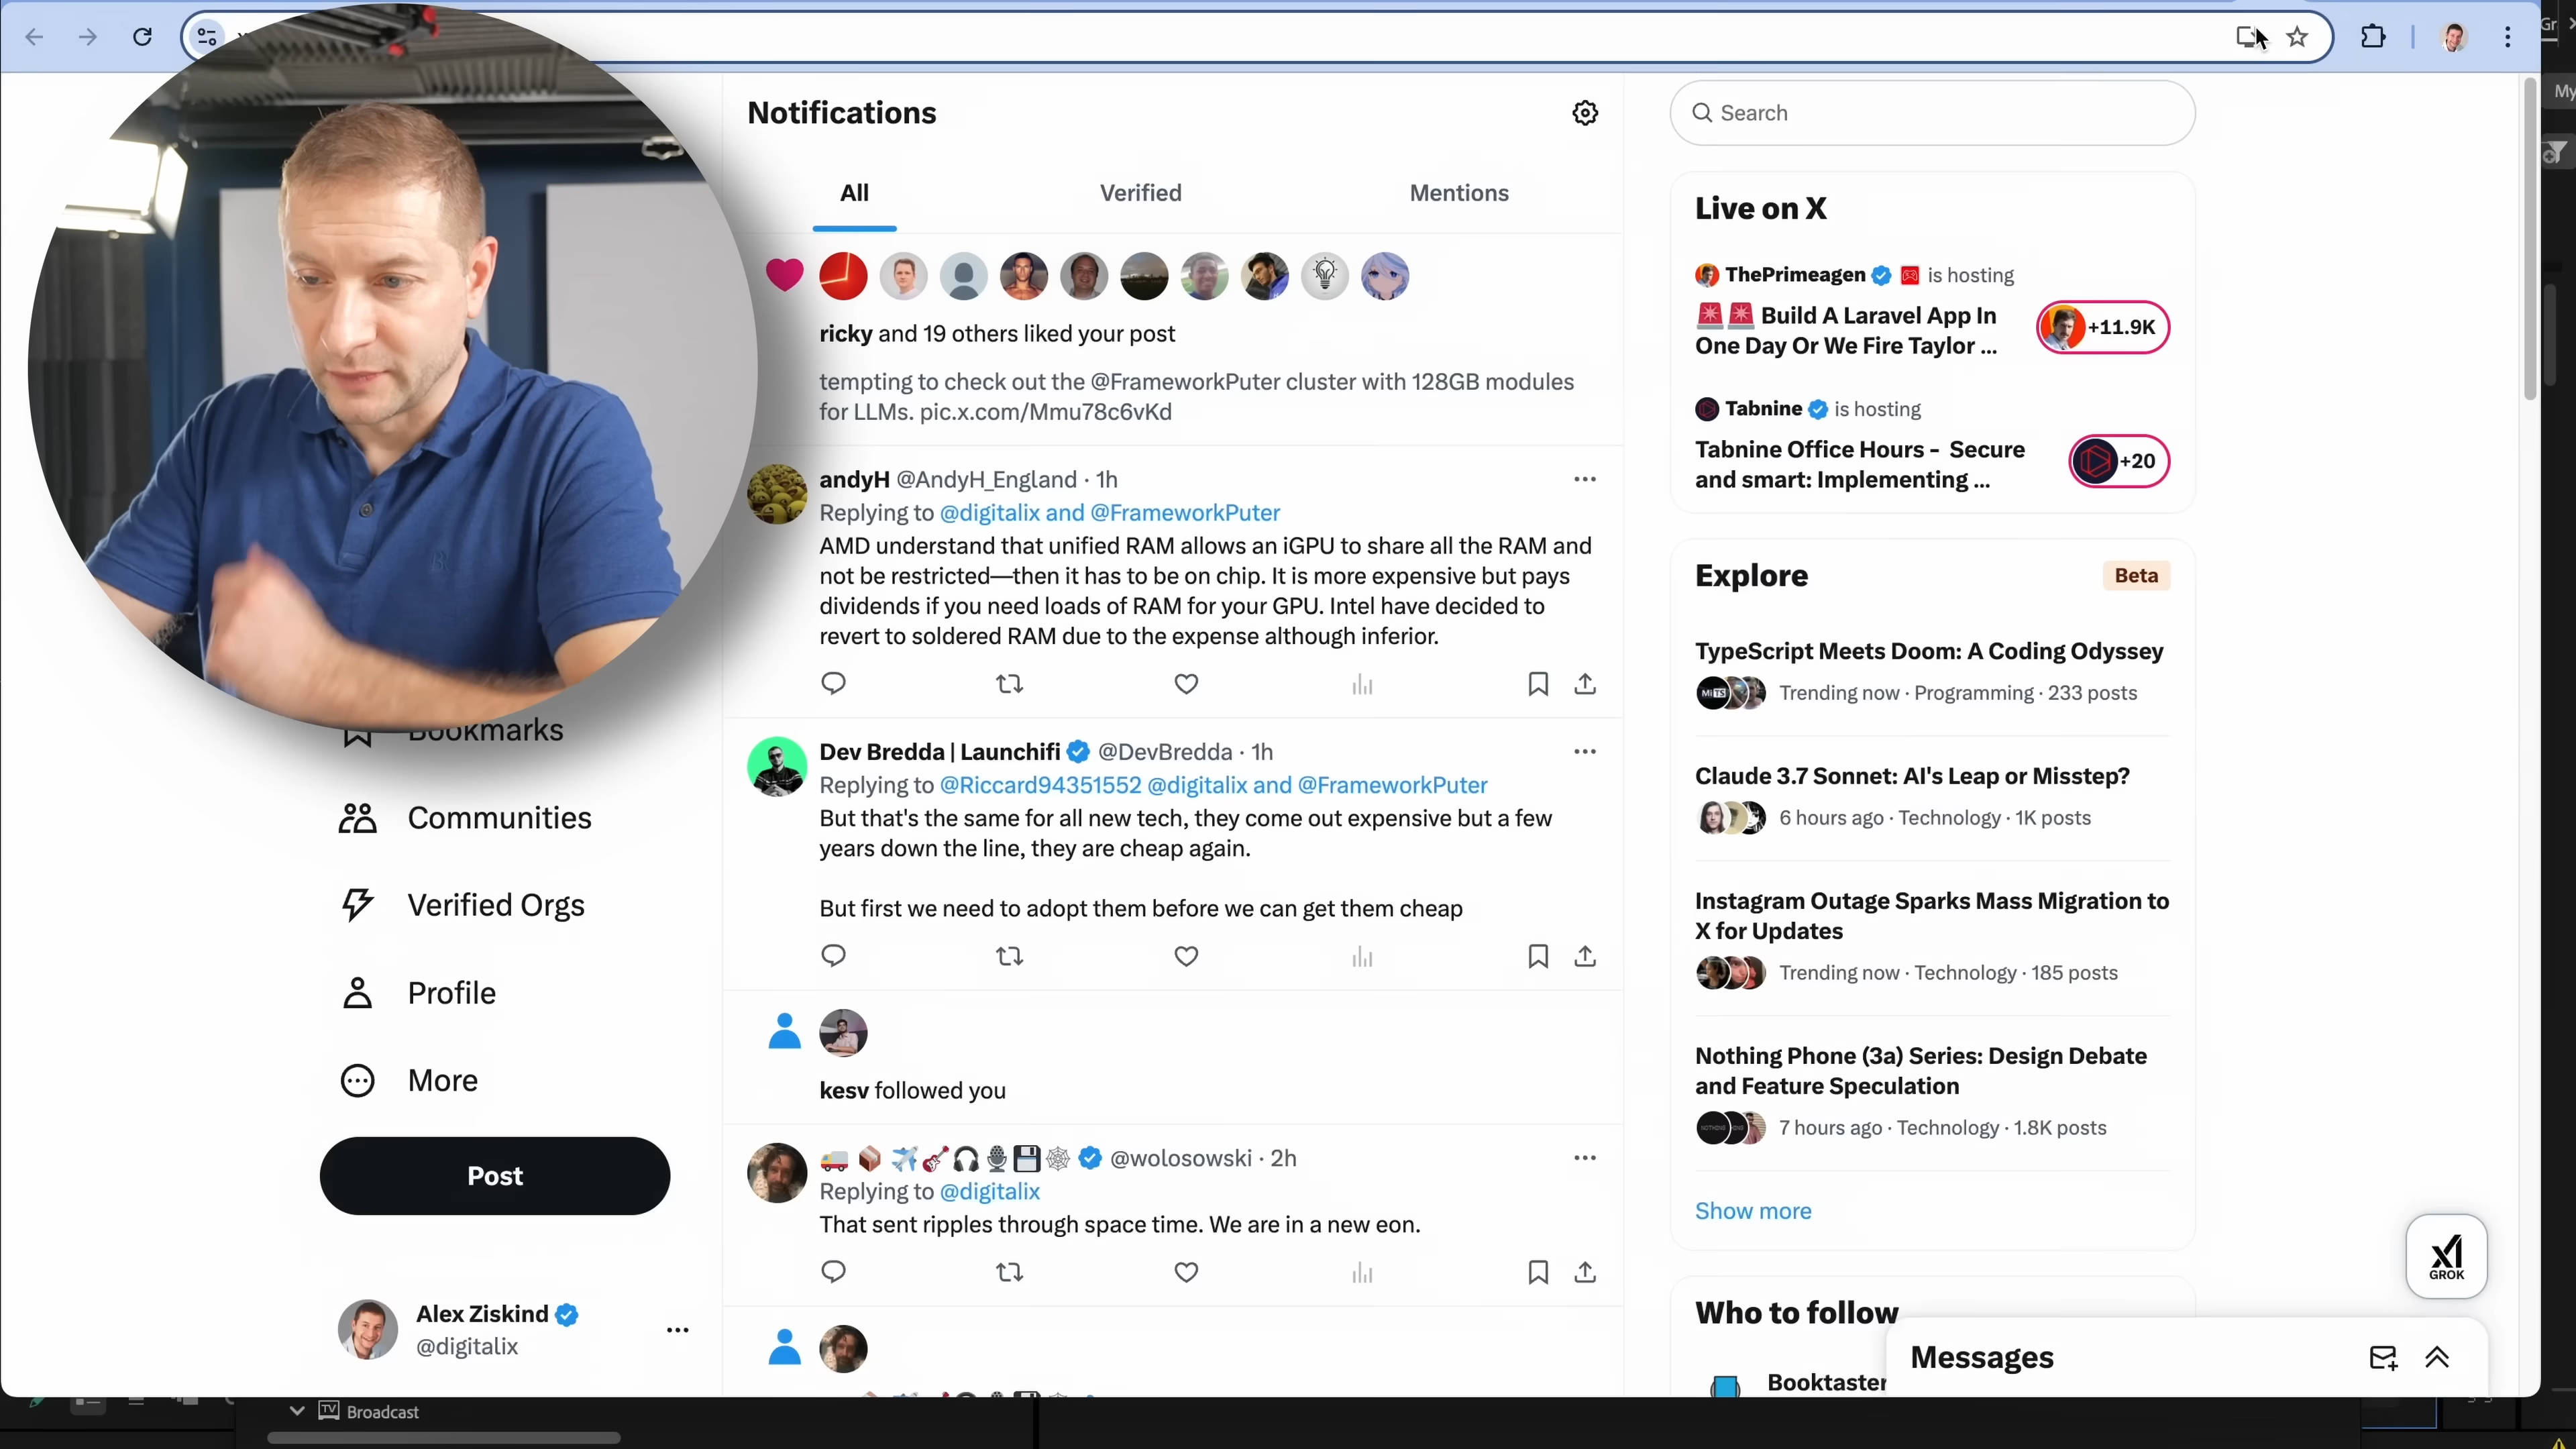 Notifications
All
Verified
Mentions
ricky and 19 others liked your post
tempting to check out the @FrameworkPuter cluster with 128GB modules
for LLMs. pic.x.com/Mmu78c6vKd
andyH @AndyH_England · 1h
Replying to @digitalix and @FrameworkPuter
AMD understand that unified RAM allows an iGPU to share all the RAM and
not be restricted—then it has to be on chip. It is more expensive but pays
dividends if you need loads of RAM for your GPU. Intel have decided to
revert to soldered RAM due to the expense although inferior.
Dev Bredda | Launchifi @DevBredda · 1h
Replying to @Riccard94351552 @digitalix and @FrameworkPuter
But that's the same for all new tech, they come out expensive but a few
years down the line, they are cheap again.
But first we need to adopt them before we can get them cheap
kesv followed you
@wolosowski · 2h
Replying to @digitalix
That sent ripples through space time. We are in a new eon.
Bookmarks
Communities
Verified Orgs
Profile
More
Post
Alex Ziskind
@digitalix
Search
Live on X
ThePrimeagen is hosting
Build A Laravel App In
One Day Or We Fire Taylor ...
+11.9K
Tabnine is hosting
Tabnine Office Hours - Secure
and smart: Implementing ...
+20
Explore
Beta
TypeScript Meets Doom: A Coding Odyssey
Trending now · Programming · 233 posts
Claude 3.7 Sonnet: AI's Leap or Misstep?
6 hours ago · Technology · 1K posts
Instagram Outage Sparks Mass Migration to
X for Updates
Trending now · Technology · 185 posts
Nothing Phone (3a) Series: Design Debate
and Feature Speculation
7 hours ago · Technology · 1.8K posts
Show more
GROK
Who to follow
Booktaster
Messages
TV Broadcast
Gr
My